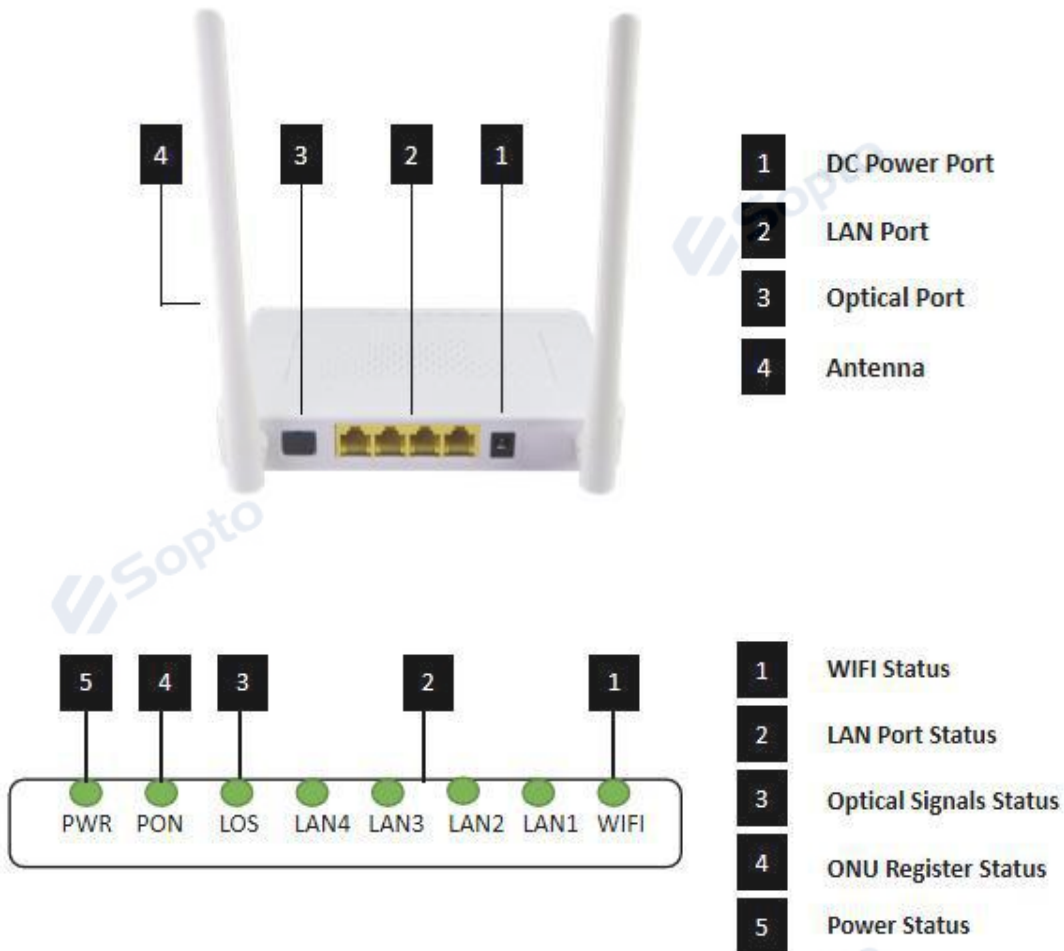 4 3 2 1
1 DC Power Port
2 LAN Port
3 Optical Port
4 Antenna
Sopto
Sopto
5 4 3 2 1
PWR PON LOS LAN4 LAN3 LAN2 LAN1 WIFI
1 WIFI Status
2 LAN Port Status
3 Optical Signals Status
4 ONU Register Status
5 Power Status